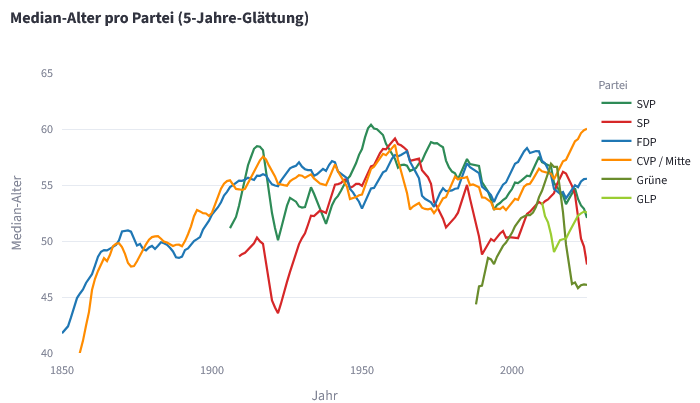 Median-Alter pro Partei (5-Jahre-Glättung)
65
60
55
50
45
40
Median-Alter
1850
1900
1950
2000
Jahr
Partei
SVP
SP
FDP
CVP / Mitte
Grüne
GLP